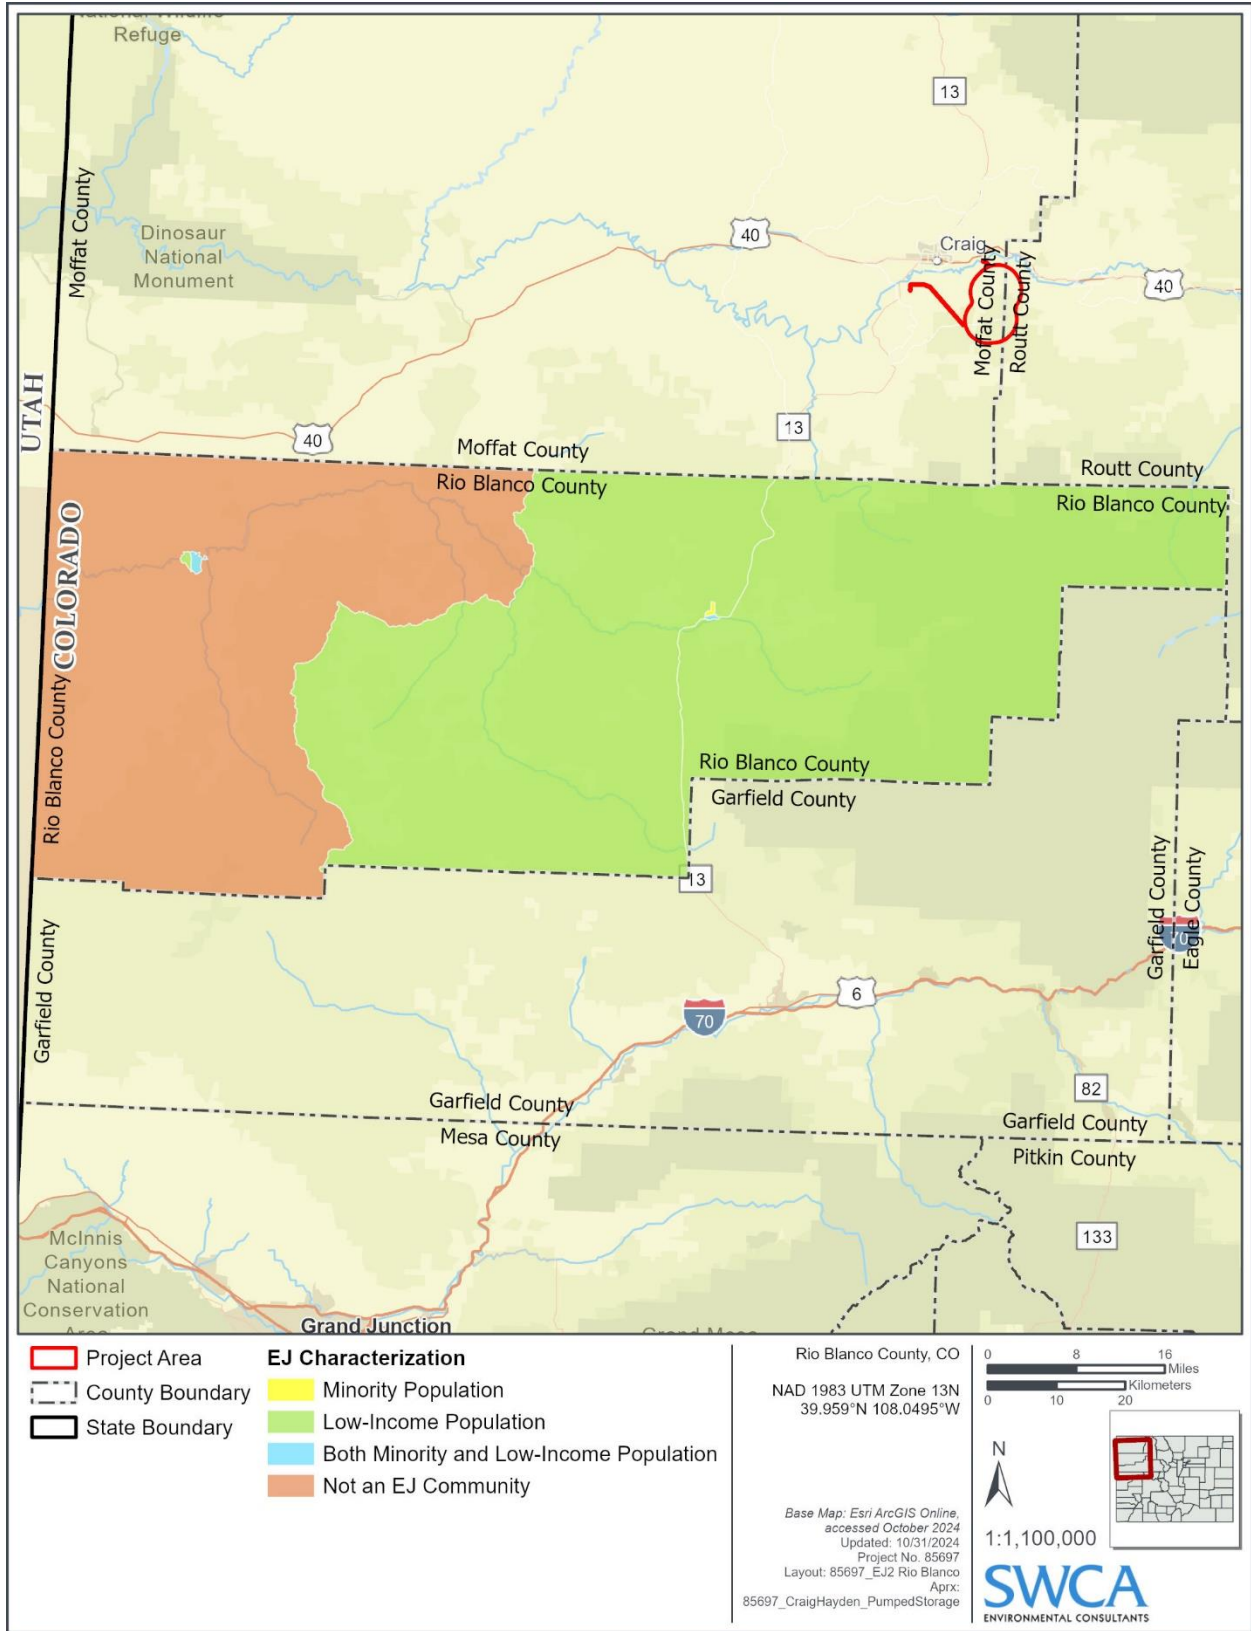 National Wildlife
Refuge
13
Moffat County
Dinosaur
National
Monument
40
Craig
Moffat County
Routt County
40
UTAH
COLORADO
40
13
Moffat County
Rio Blanco County
Routt County
Rio Blanco County
Rio Blanco County
Rio Blanco County
Garfield County
13
Garfield County
Garfield County
Eagle County
70
6
70
82
Garfield County
Mesa County
Garfield County
Pitkin County
133
McInnis
Canyons
National
Conservation
Area
Grand Junction
Grand Mesa
Project Area
County Boundary
State Boundary
EJ Characterization
Minority Population
Low-Income Population
Both Minority and Low-Income Population
Not an EJ Community
Rio Blanco County, CO
NAD 1983 UTM Zone 13N
39.959°N 108.0495°W
Base Map: Esri ArcGIS Online,
accessed October 2024
Updated: 10/31/2024
Project No. 85697
Layout: 85697_EJ2 Rio Blanco
Aprx:
85697_CraigHayden_PumpedStorage
0 8 16
Miles
Kilometers
0 10 20
N
1:1,100,000
SWCA
ENVIRONMENTAL CONSULTANTS